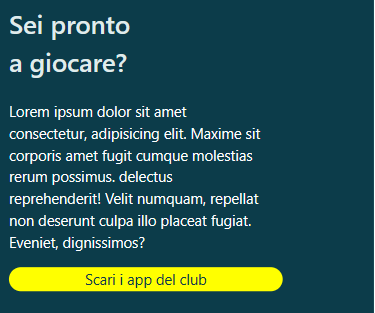 Sei pronto
a giocare?
Lorem ipsum dolor sit amet
consectetur, adipisicing elit. Maxime sit
corporis amet fugit cumque molestias
rerum possimus. delectus
reprehenderit! Velit numquam, repellat
non deserunt culpa illo placeat fugiat.
Eveniet, dignissimos?
Scari i app del club